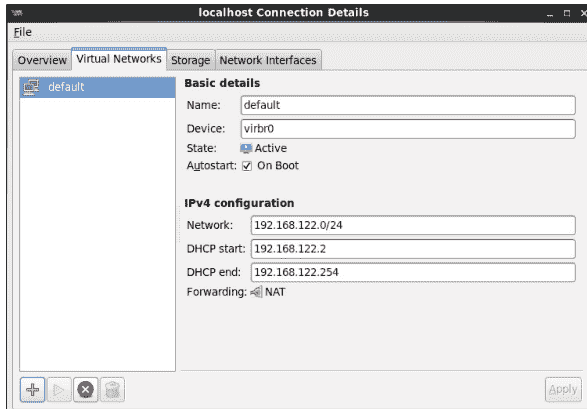 localhost Connection Details
File
Overview Virtual Networks Storage Network Interfaces
default
Basic details
Name: default
Device: virbr0
State: Active
Autostart: On Boot
IPv4 configuration
Network: 192.168.122.0/24
DHCP start: 192.168.122.2
DHCP end: 192.168.122.254
Forwarding: NAT
Apply